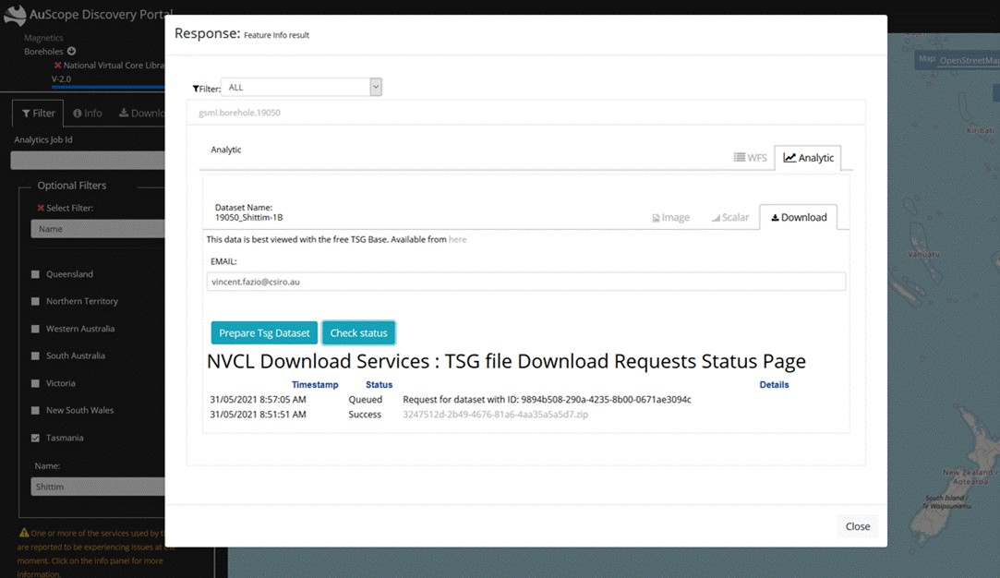 AuScope Discovery Portal
Magnetics
Boreholes
National Virtual Core Libra
V-2.0
Filter
Info
Downlo
Analytics Job Id
Optional Filters
Select Filter:
Name
Queensland
Northern Territory
Western Australia
South Australia
Victoria
New South Wales
Tasmania
Name:
Shittim
One or more of the services used by t
are reported to be experiencing issues at the
moment. Click on the Info panel for more
information.
Response: Feature Info result
Filter: ALL
gsml.borehole.19050
Analytic
WFS
Analytic
Dataset Name:
19050_Shittim-1B
Image
Scalar
Download
This data is best viewed with the free TSG Base. Available from here
EMAIL:
vincent.fazio@csiro.au
Prepare Tsg Dataset
Check status
NVCL Download Services : TSG file Download Requests Status Page
Timestamp Status Details
31/05/2021 8:57:05 AM Queued Request for dataset with ID: 9894b508-290a-4235-8b00-0671ae3094c
31/05/2021 8:51:51 AM Success 3247512d-2b49-4676-81a6-4aa35a5a5d7.zip
Close
Map: OpenStreetMap
Kiribati
Vanuatu
New Zealand /
Aotearoa
South Island /
Te Waipounamu